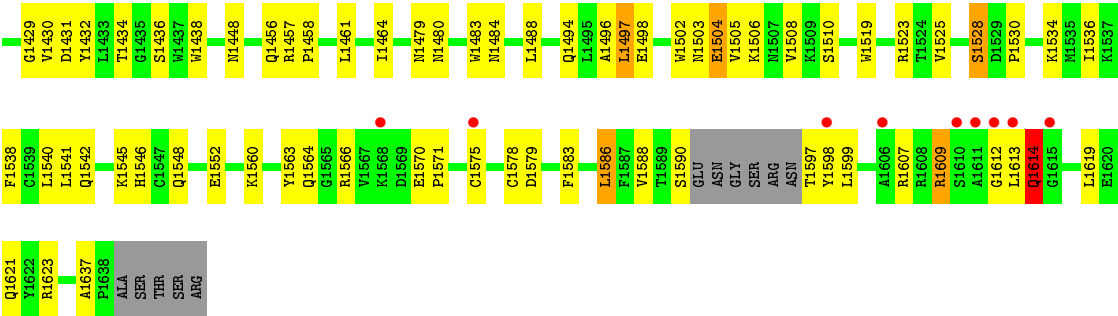 G1429 V1430 D1431 Y1432 L1433 T1434 G1435 S1436 W1437 W1438 N1448 Q1456 R1457 P1458 L1461 I1464 N1479 N1480 W1483 N1484 L1488 Q1494 L1495 A1496 L1497 E1498 W1502 N1503 E1504 V1505 K1506 N1507 V1508 K1509 S1510 W1519 R1523 T1524 V1525 S1528 D1529 P1530 K1534 M1535 I1536 K1537
F1538 C1539 L1540 L1541 Q1542 K1545 H1546 C1547 Q1548 E1552 K1560 Y1563 Q1564 G1565 R1566 V1567 K1568 D1569 E1570 P1571 C1575 C1578 D1579 F1583 L1586 F1587 V1588 T1589 S1590 GLU ASN GLY SER ARG ASN T1597 Y1598 L1599 A1606 R1607 R1608 R1609 S1610 A1611 G1612 L1613 Q1614 G1615 L1619 E1620
Q1621 Y1622 R1623 A1637 P1638 ALA SER THR SER ARG